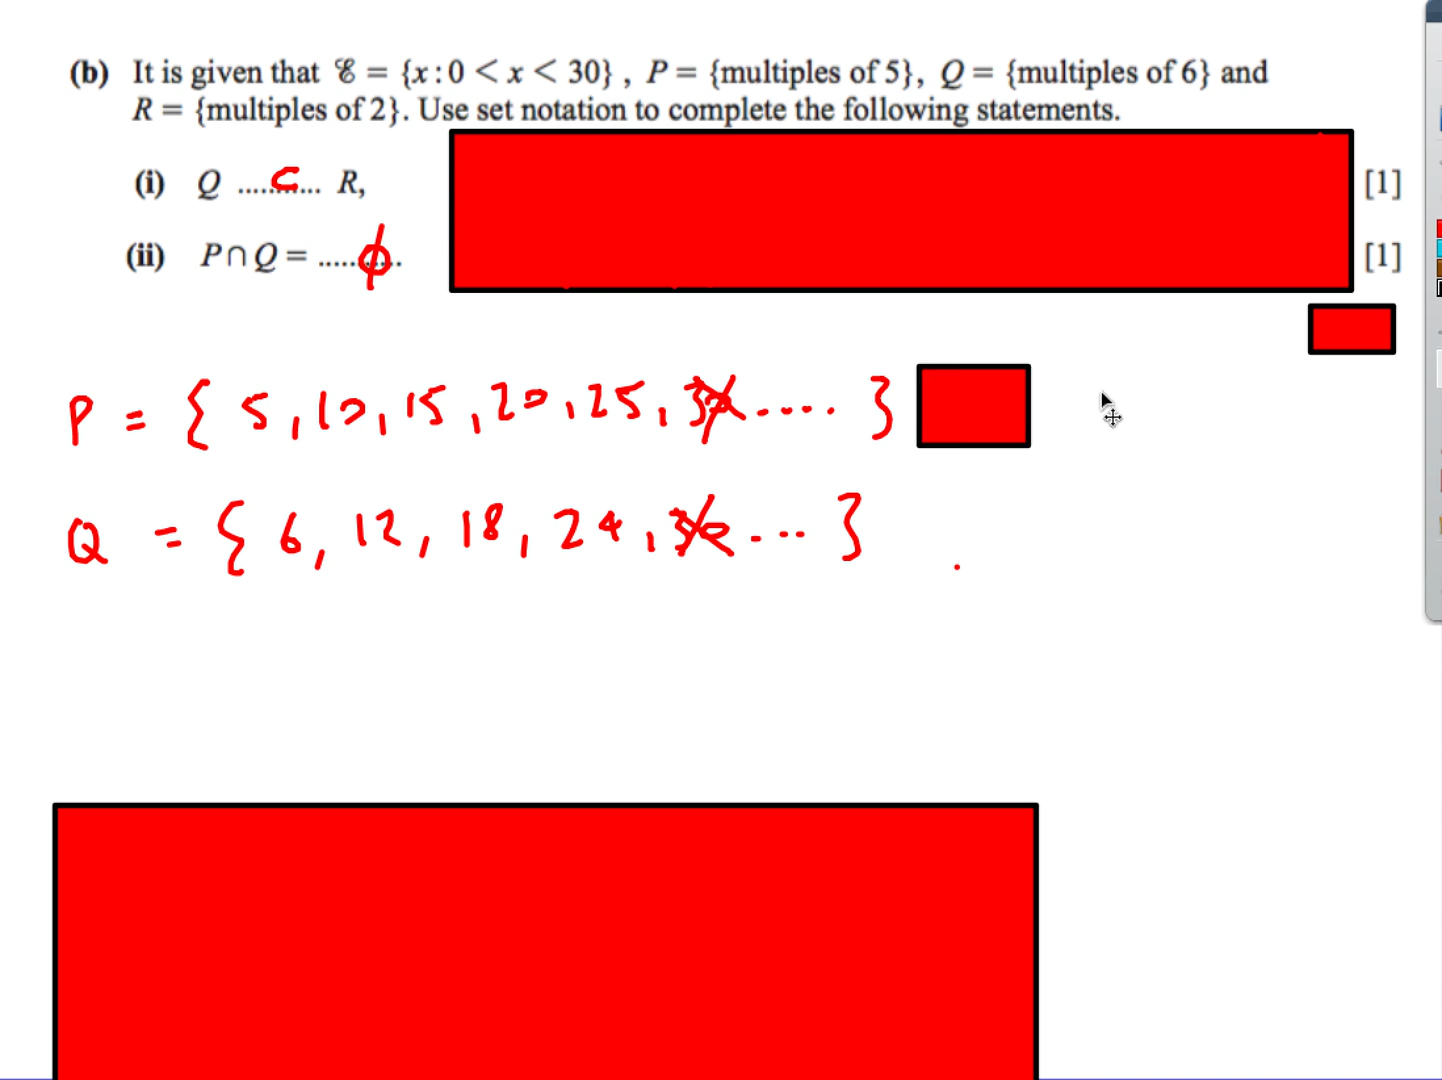 (b) It is given that ℰ = {x : 0 < x < 30} , P = {multiples of 5}, Q = {multiples of 6} and
R = {multiples of 2}. Use set notation to complete the following statements.
(i) Q ....⊂.... R, [1]
(ii) P∩Q = .....ϕ.. [1]
P = { 5, 10, 15, 20, 25, 30 .... }
Q = { 6, 12, 18, 24, 30 ... } .